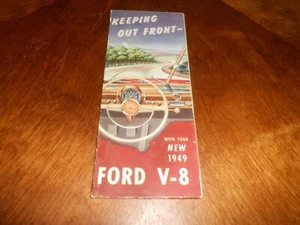 "KEEPING
OUT FRONT-
WITH YOUR
NEW
1949
FORD V-8